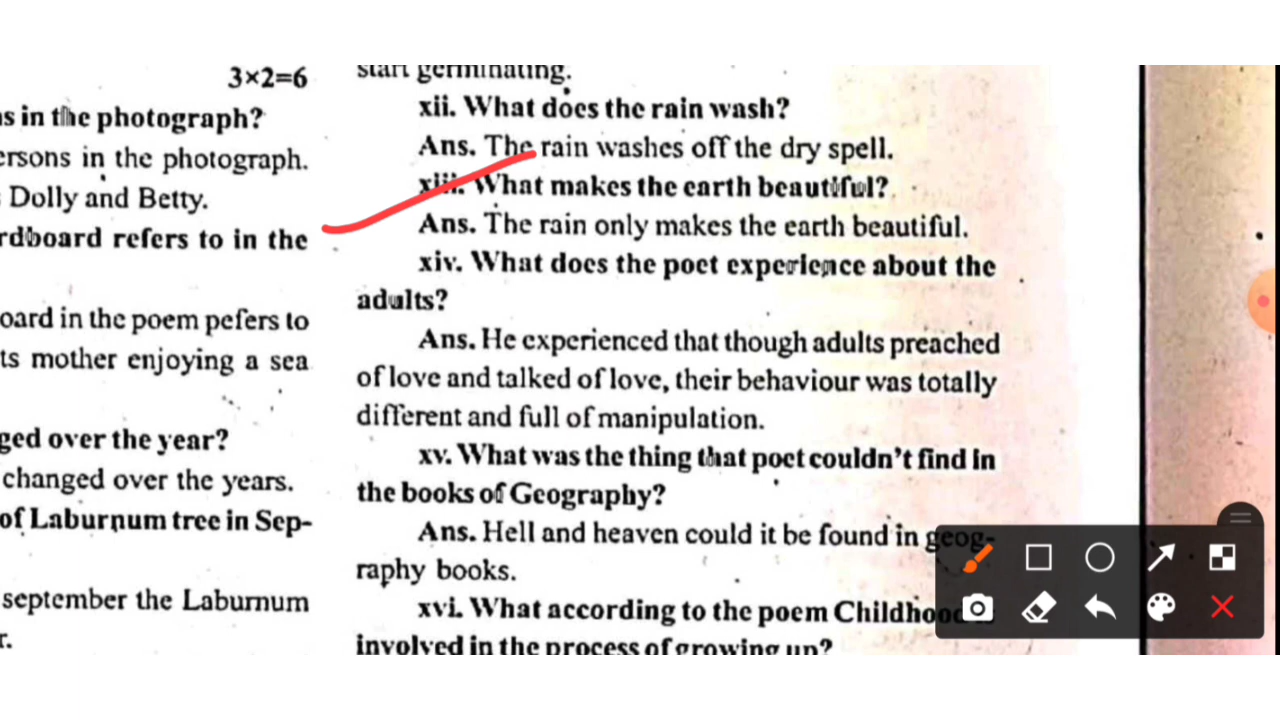 3×2=6
s in the photograph?
ersons in the photograph.
Dolly and Betty.
rdboard refers to in the
oard in the poem pefers to
ts mother enjoying a sea
ged over the year?
changed over the years.
of Laburnum tree in Sep-
september the Laburnum
r.
start germinating.
xii. What does the rain wash?
Ans. The rain washes off the dry spell.
xiii. What makes the earth beautiful?
Ans. The rain only makes the earth beautiful.
xiv. What does the poet experience about the
adults?
Ans. He experienced that though adults preached
of love and talked of love, their behaviour was totally
different and full of manipulation.
xv. What was the thing that poet couldn't find in
the books of Geography?
Ans. Hell and heaven could it be found in geog-
raphy books.
xvi. What according to the poem Childhood
involved in the process of growing up?